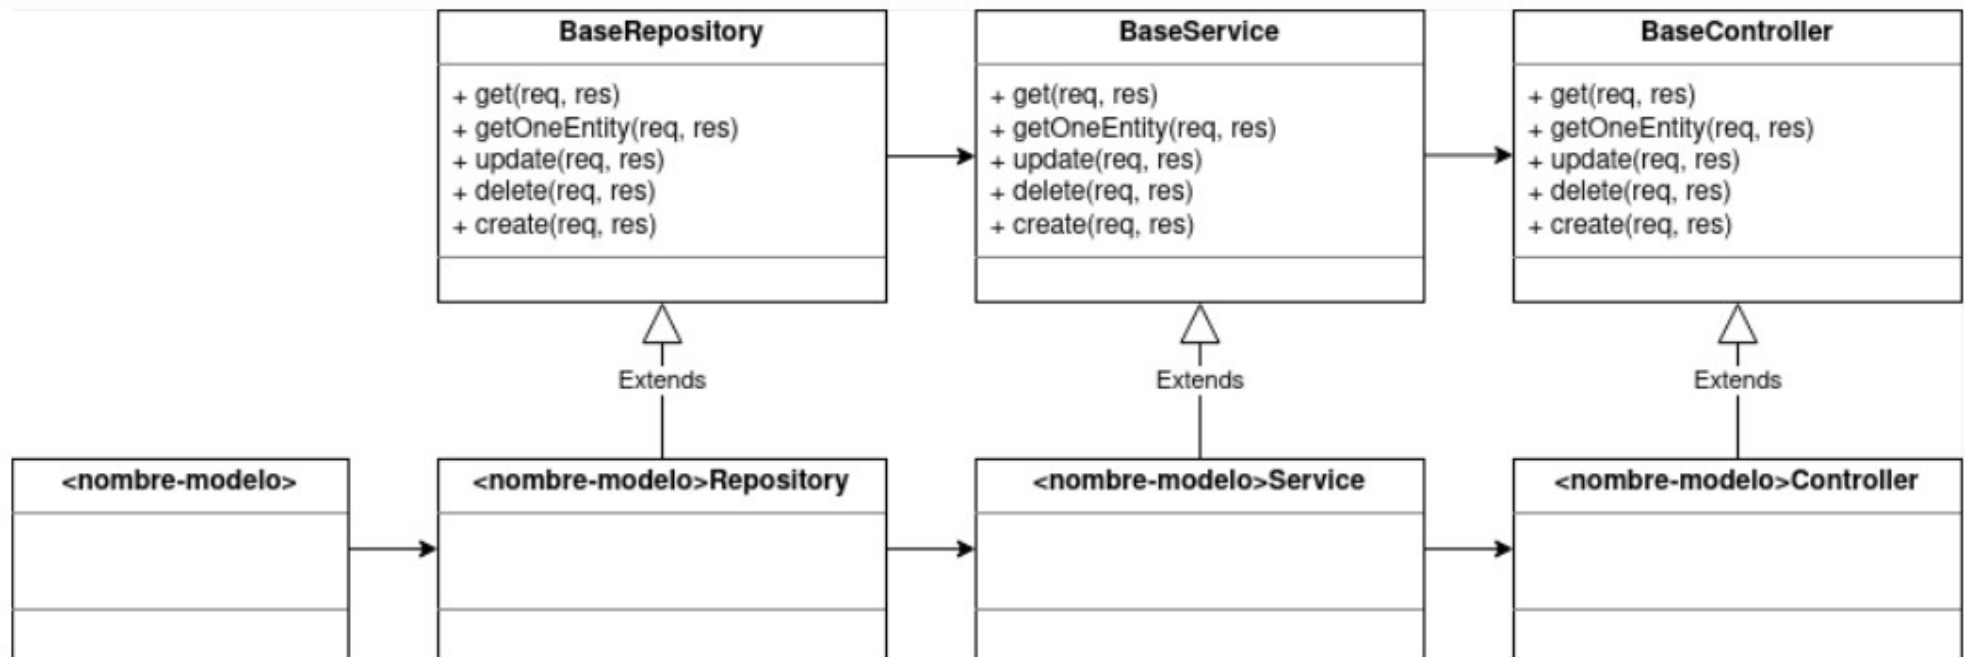 BaseRepository
+ get(req, res)
+ getOneEntity(req, res)
+ update(req, res)
+ delete(req, res)
+ create(req, res)
BaseService
+ get(req, res)
+ getOneEntity(req, res)
+ update(req, res)
+ delete(req, res)
+ create(req, res)
BaseController
+ get(req, res)
+ getOneEntity(req, res)
+ update(req, res)
+ delete(req, res)
+ create(req, res)
Extends
Extends
Extends
<nombre-modelo>
<nombre-modelo>Repository
<nombre-modelo>Service
<nombre-modelo>Controller